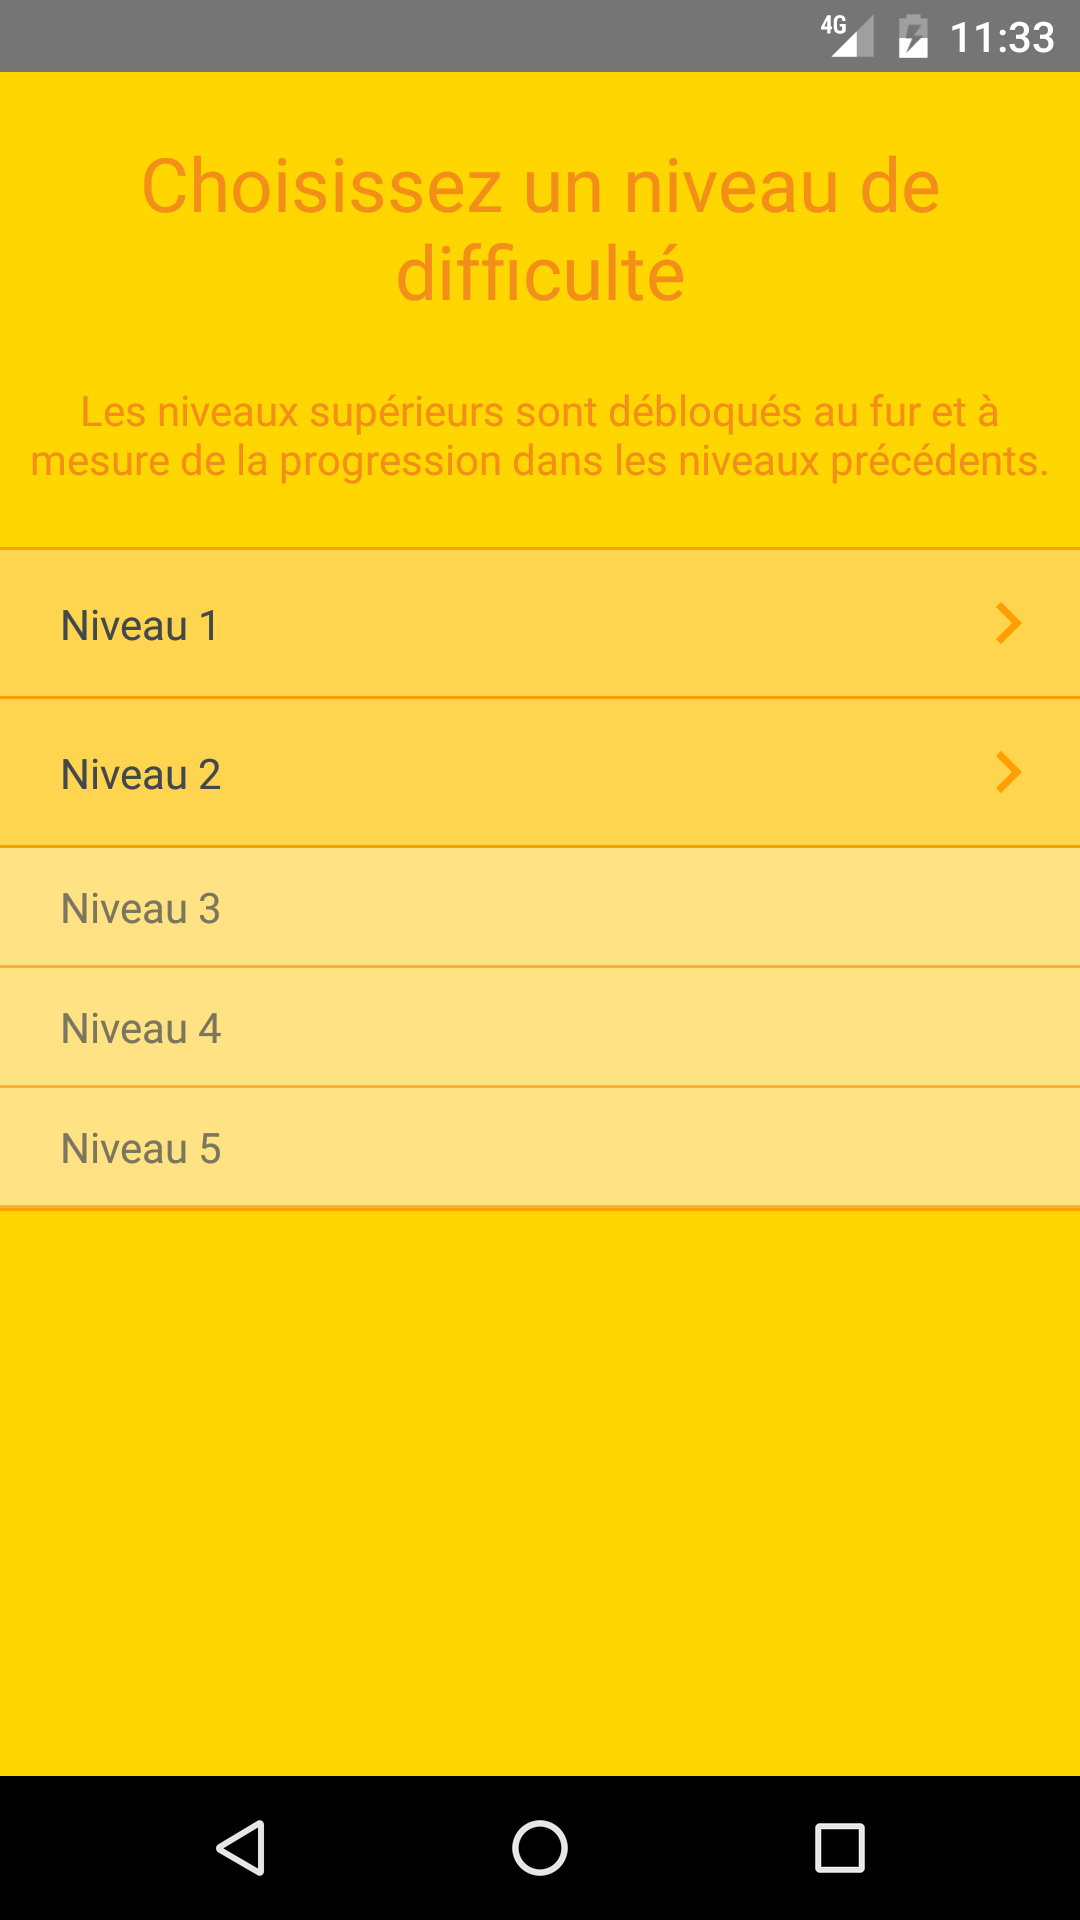 4G 11:33
Choisissez un niveau de
difficulté
Les niveaux supérieurs sont débloqués au fur et à
mesure de la progression dans les niveaux précédents.
Niveau 1
Niveau 2
Niveau 3
Niveau 4
Niveau 5